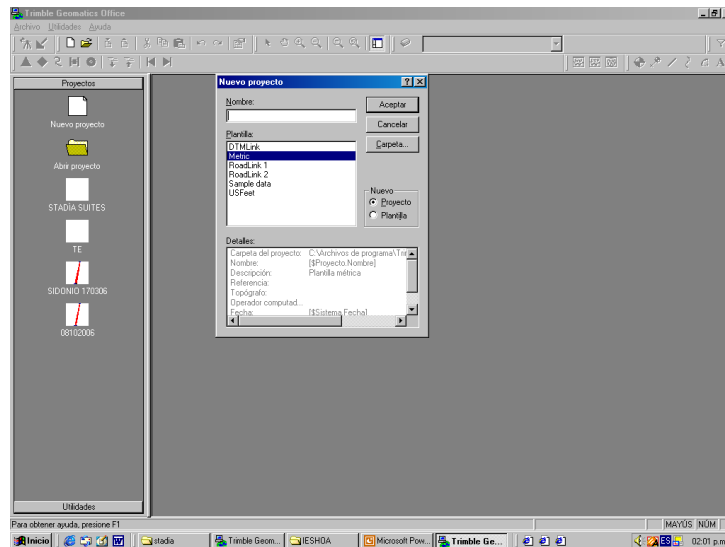 Trimble Geomatics Office
Archivo Utilidades Ayuda
Proyectos
Nuevo proyecto
Abrir proyecto
STADÍA SUITES
TE
SIDONIO 170306
08102006
Utilidades
Nuevo proyecto
Nombre:
Aceptar
Cancelar
Carpeta...
Plantilla:
DTMLink
Metric
RoadLink 1
RoadLink 2
Sample data
USFeet
Nuevo
Proyecto
Plantilla
Detalles:
Carpeta del proyecto: C:\Archivos de programa\Trir
Nombre: [$Proyecto.Nombre]
Descripción: Plantilla métrica
Referencia:
Topógrafo:
Operador computad...
Fecha: [$Sistema.Fecha]
Para obtener ayuda, presione F1
MAYÚS NÚM
Inicio
stadia
Trimble Geom...
IESHOA
Microsoft Pow...
Trimble Ge...
ES
02:01 p.m.